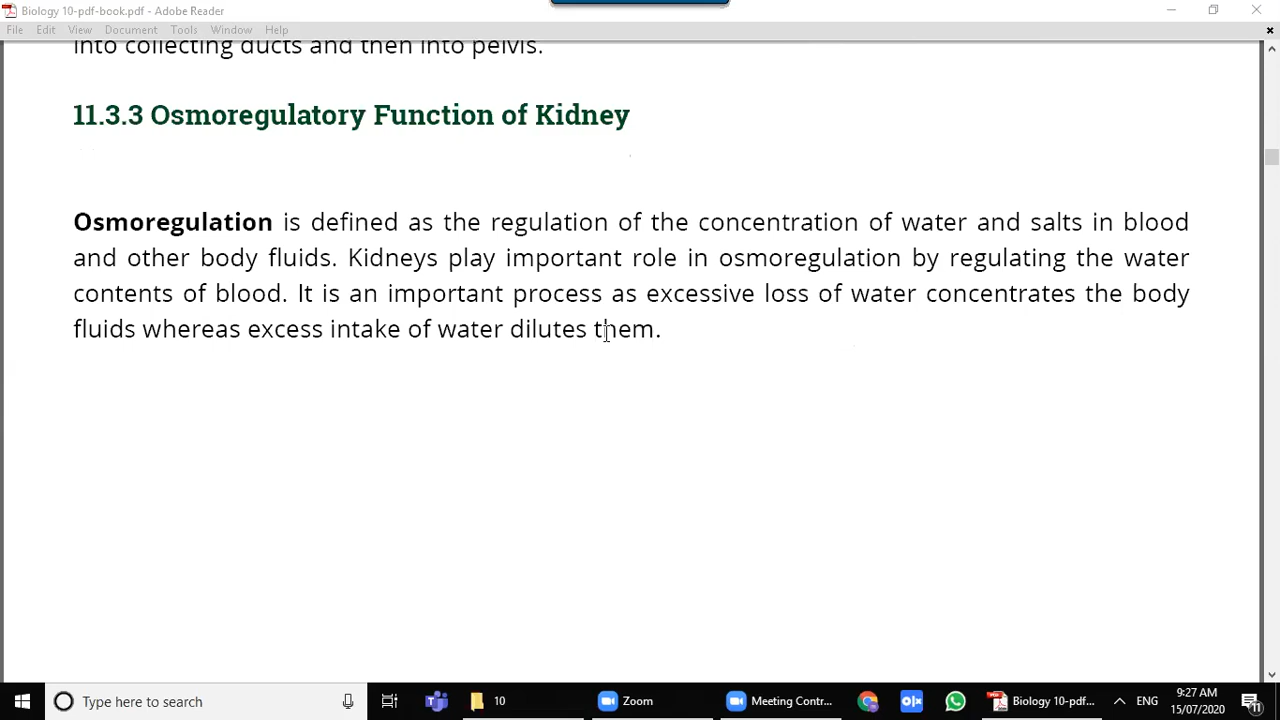 Biology 10-pdf-book.pdf - Adobe Reader
File Edit View Document Tools Window Help
into collecting ducts and then into pelvis.
11.3.3 Osmoregulatory Function of Kidney
Osmoregulation is defined as the regulation of the concentration of water and salts in blood
and other body fluids. Kidneys play important role in osmoregulation by regulating the water
contents of blood. It is an important process as excessive loss of water concentrates the body
fluids whereas excess intake of water dilutes them.
Type here to search
10
Zoom
Meeting Contr...
Biology 10-pdf...
ENG
9:27 AM
15/07/2020
11